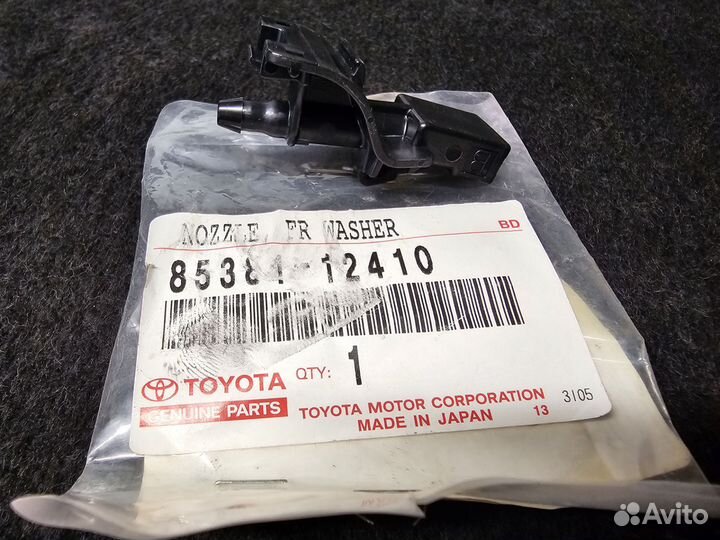 NOZZLE, FR WASHER
BD
85381-12410
TOYOTA
QTY: 1
GENUINE PARTS
TOYOTA MOTOR CORPORATION
MADE IN JAPAN 13
3105
R
Avito